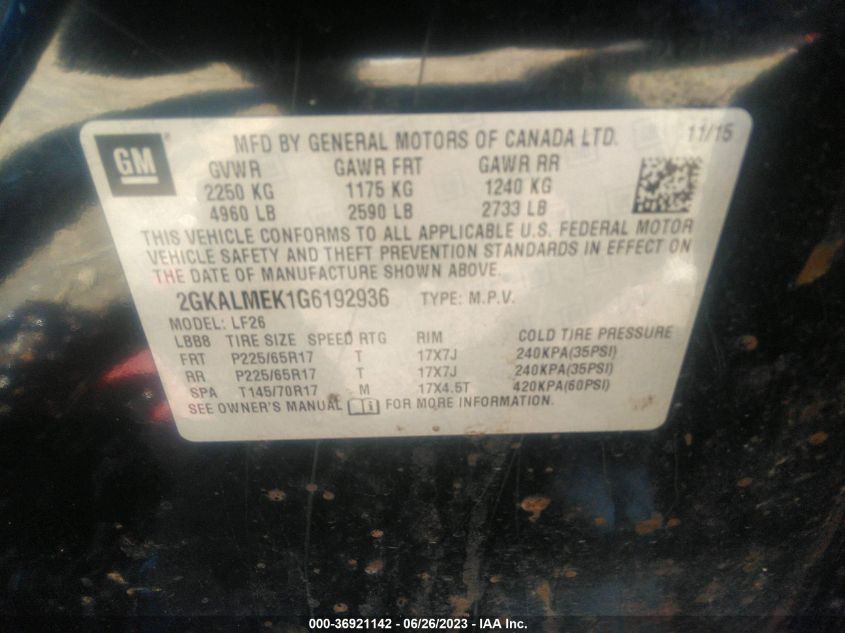 GM
MFD BY GENERAL MOTORS OF CANADA LTD. 11/15
GVWR GAWR FRT GAWR RR
2250 KG 1175 KG 1240 KG
4960 LB 2590 LB 2733 LB
THIS VEHICLE CONFORMS TO ALL APPLICABLE U.S. FEDERAL MOTOR
VEHICLE SAFETY AND THEFT PREVENTION STANDARDS IN EFFECT ON
THE DATE OF MANUFACTURE SHOWN ABOVE.
2GKALMEK1G6192936 TYPE: M.P.V.
MODEL: LF26
LBB8 TIRE SIZE SPEED RTG RIM COLD TIRE PRESSURE
FRT P225/65R17 T 17X7J 240KPA(35PSI)
RR P225/65R17 T 17X7J 240KPA(35PSI)
SPA T145/70R17 M 17X4.5T 420KPA(60PSI)
SEE OWNER'S MANUAL FOR MORE INFORMATION.
000-36921142 - 06/26/2023 - IAA Inc.